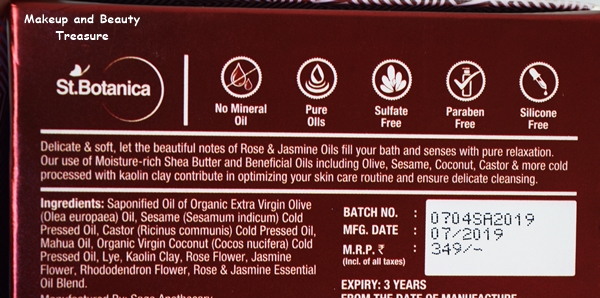 Makeup and Beauty
Treasure
St.Botanica
No Mineral
Oil
Pure
OIls
Sulfate
Free
Paraben
Free
Silicone
Free
Delicate & soft, let the beautiful notes of Rose & Jasmine Oils fill your bath and senses with pure relaxation.
Our use of Moisture-rich Shea Butter and Beneficial Oils including Olive, Sesame, Coconut, Castor & more cold
processed with kaolin clay contribute in optimizing your skin care routine and ensure delicate cleansing.
Ingredients: Saponified Oil of Organic Extra Virgin Olive
(Olea europaea) Oil, Sesame (Sesamum indicum) Cold
Pressed Oil, Castor (Ricinus communis) Cold Pressed Oil,
Mahua Oil, Organic Virgin Coconut (Cocos nucifera) Cold
Pressed Oil, Lye, Kaolin Clay, Rose Flower, Jasmine
Flower, Rhododendron Flower, Rose & Jasmine Essential
Oil Blend.
BATCH NO. : 0704SA2019
MFG. DATE : 07/2019
M.R.P. ₹ : 349/-
(Incl. of all taxes)
EXPIRY: 3 YEARS
FROM THE DATE OF MANUFACTURE